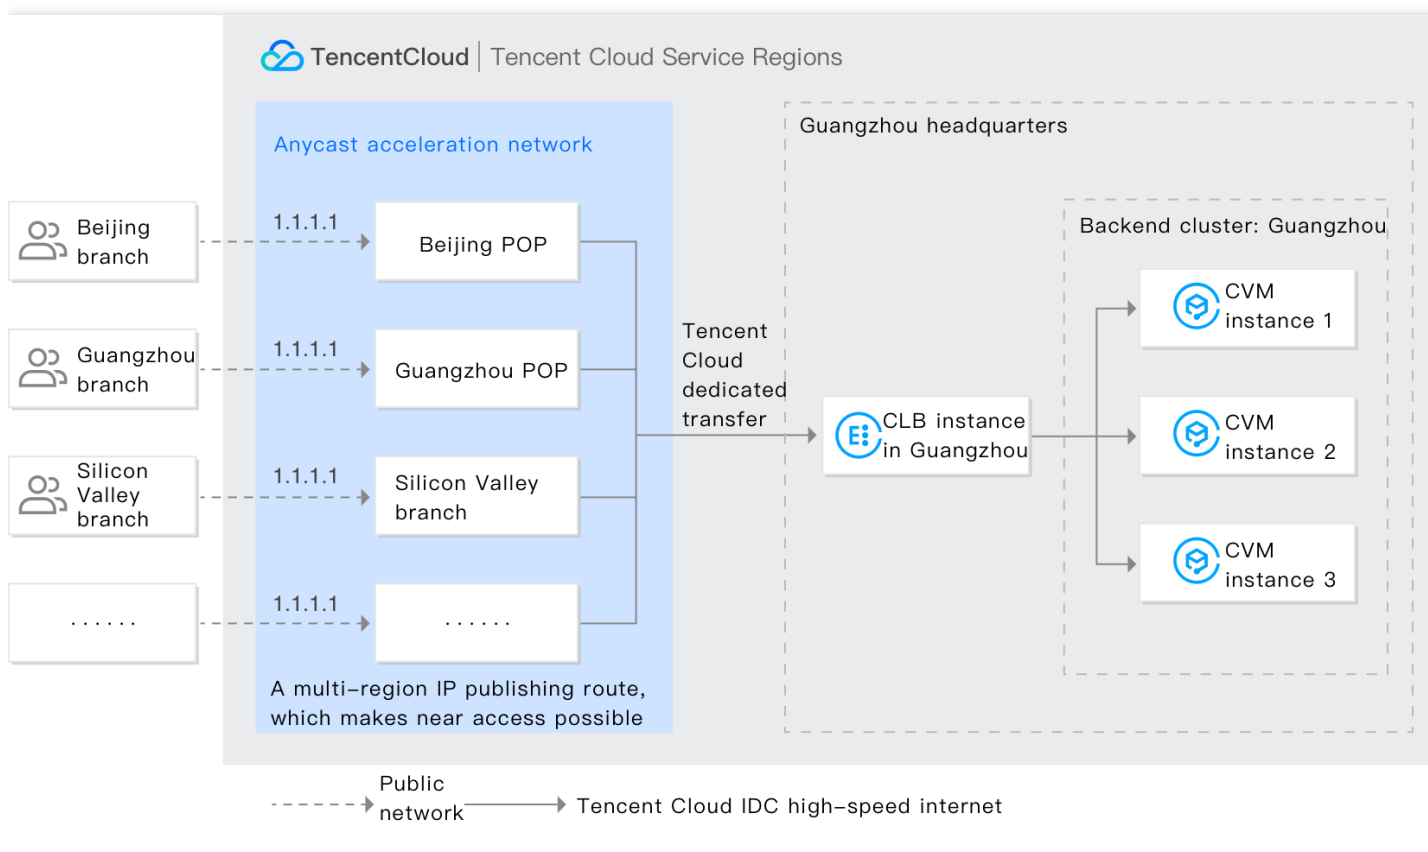 TencentCloud | Tencent Cloud Service Regions
Anycast acceleration network
Guangzhou headquarters
Backend cluster: Guangzhou
Beijing
branch
1.1.1.1
Beijing POP
Guangzhou
branch
1.1.1.1
Guangzhou POP
Silicon
Valley
branch
1.1.1.1
Silicon Valley
branch
······
1.1.1.1
······
A multi-region IP publishing route,
which makes near access possible
Tencent
Cloud
dedicated
transfer
CLB instance
in Guangzhou
CVM
instance 1
CVM
instance 2
CVM
instance 3
Public
network
Tencent Cloud IDC high-speed internet